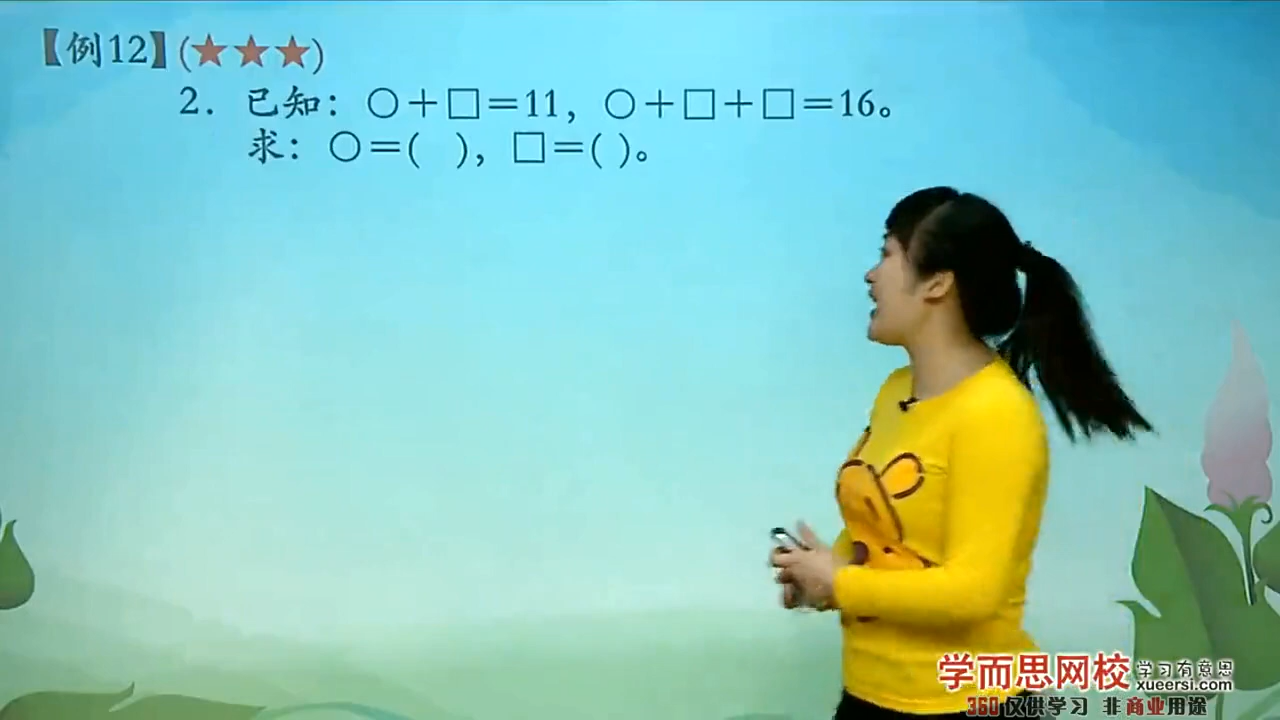 【例12】(★★★)
2. 已知：○+□=11，○+□+□=16。
求：○=( )，□=( )。
学而思网校 学习有意思
xueersi.com
360 仅供学习 非商业用途